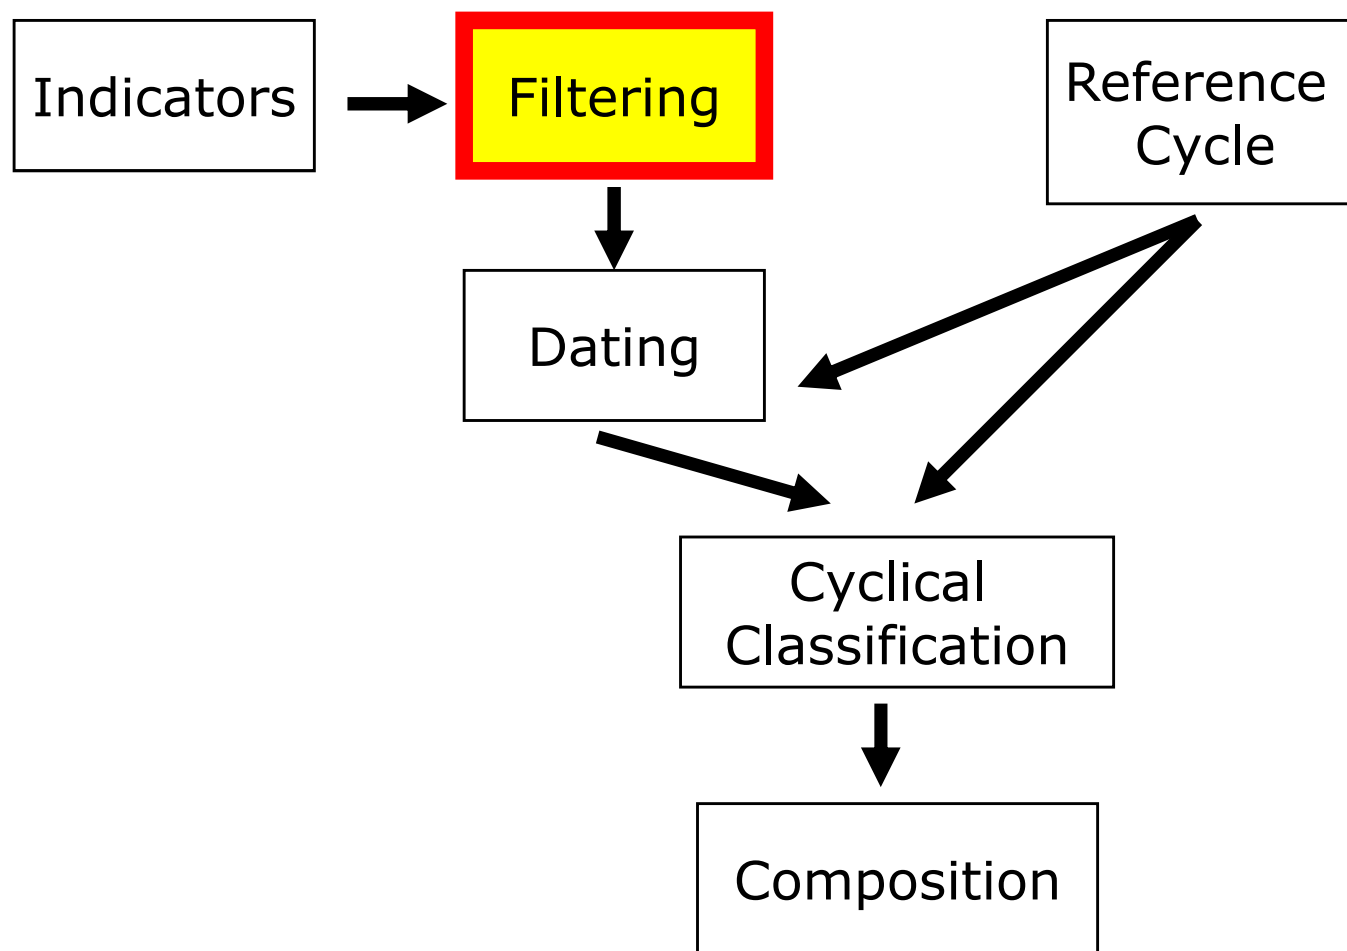 Indicators
Filtering
Reference
Cycle
Dating
Cyclical
Classification
Composition